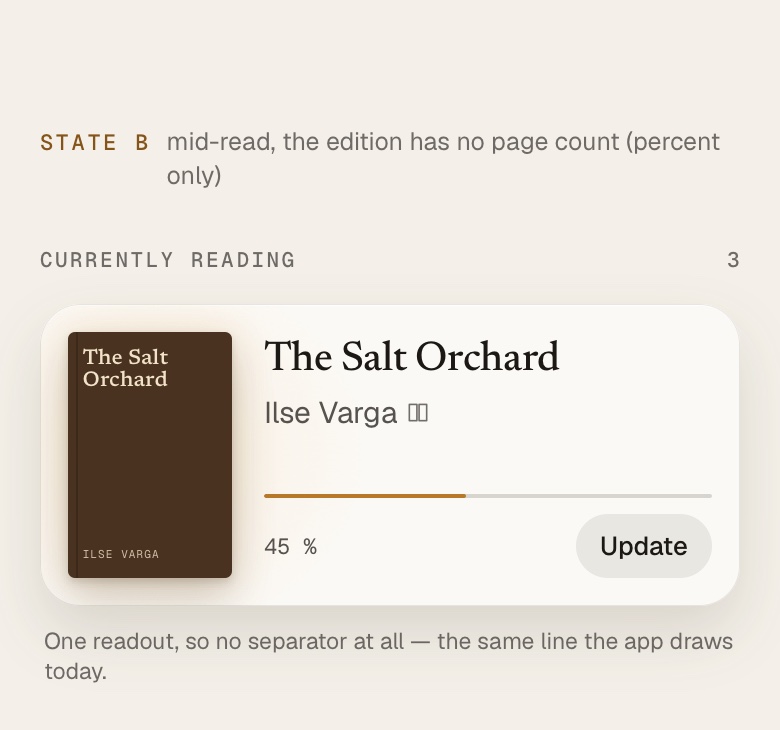 STATE B mid-read, the edition has no page count (percent
only)
CURRENTLY READING 3
The Salt
Orchard
ILSE VARGA
The Salt Orchard
Ilse Varga
45 %
Update
One readout, so no separator at all — the same line the app draws
today.